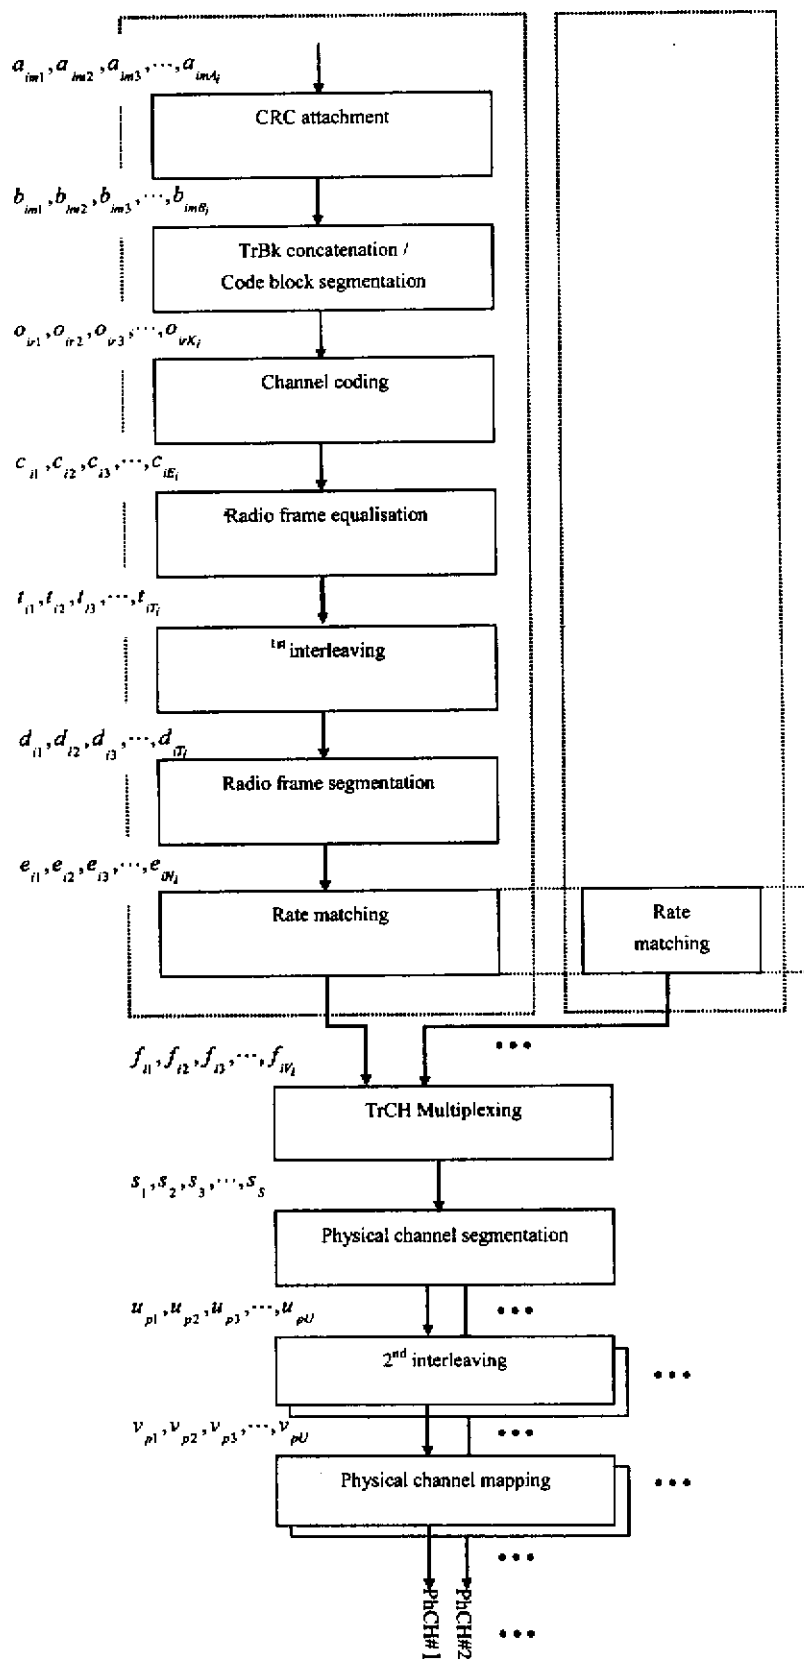 a_im1, a_im2, a_im3, ⋯, a_imA_i
CRC attachment
b_im1, b_im2, b_im3, ⋯, b_imB_i
TrBk concatenation /
Code block segmentation
o_ir1, o_ir2, o_ir3, ⋯, o_irK_i
Channel coding
c_i1, c_i2, c_i3, ⋯, c_iE_i
Radio frame equalisation
t_i1, t_i2, t_i3, ⋯, t_iT_i
interleaving
d_i1, d_i2, d_i3, ⋯, d_iT_i
Radio frame segmentation
e_i1, e_i2, e_i3, ⋯, e_iN_i
Rate matching
Rate
matching
•••
f_i1, f_i2, f_i3, ⋯, f_iV_i
TrCH Multiplexing
s_1, s_2, s_3, ⋯, s_S
Physical channel segmentation
u_p1, u_p2, u_p3, ⋯, u_pU
•••
2nd interleaving
•••
v_p1, v_p2, v_p3, ⋯, v_pU
•••
Physical channel mapping
•••
•••
PhCH#1
PhCH#2
•••